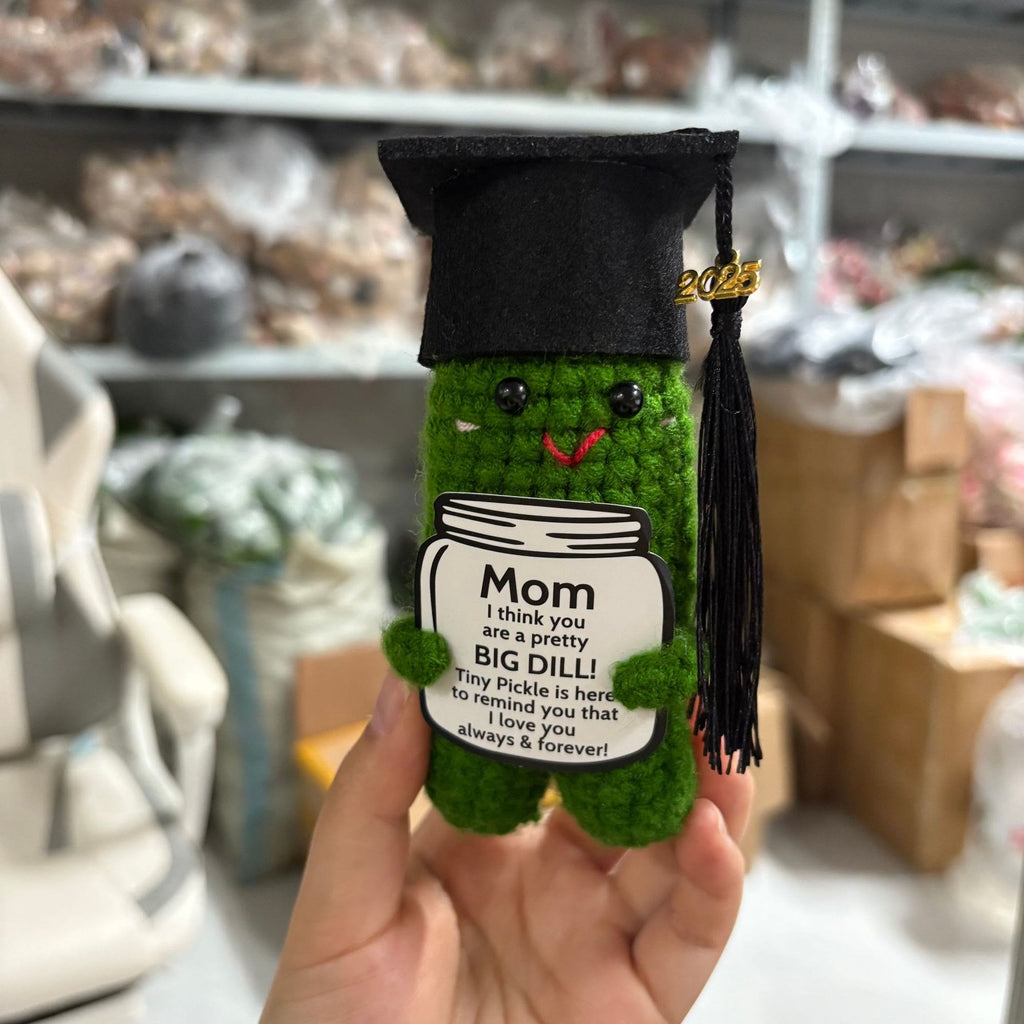 2025
Mom
I think you
are a pretty
BIG DILL!
Tiny Pickle is here
to remind you that
I love you
always & forever!